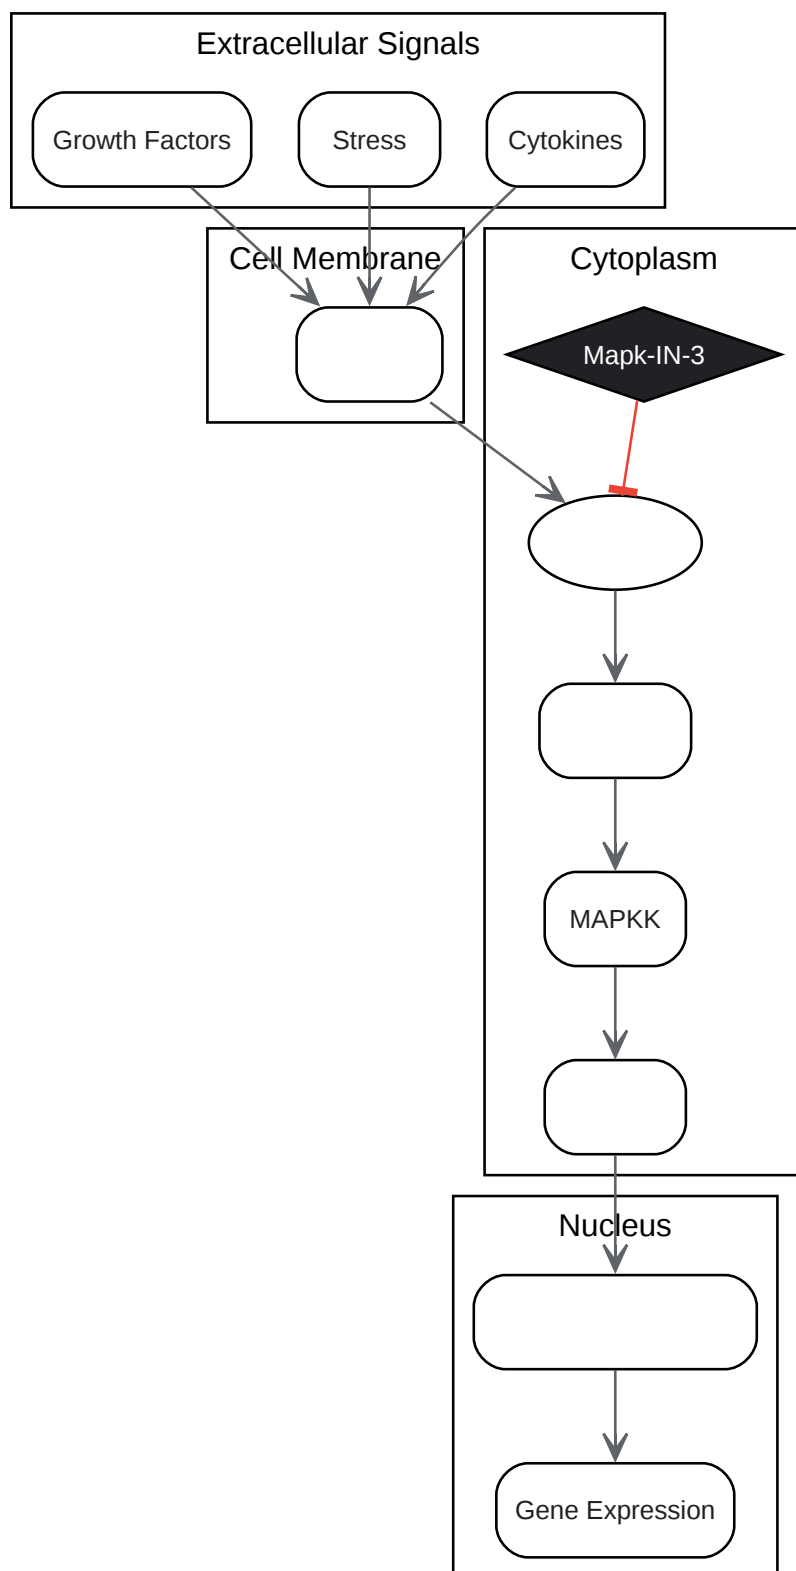 Extracellular Signals
Growth Factors
Stress
Cytokines
Cell Membrane
Cytoplasm
Mapk-IN-3
MAPKK
Nucleus
Gene Expression